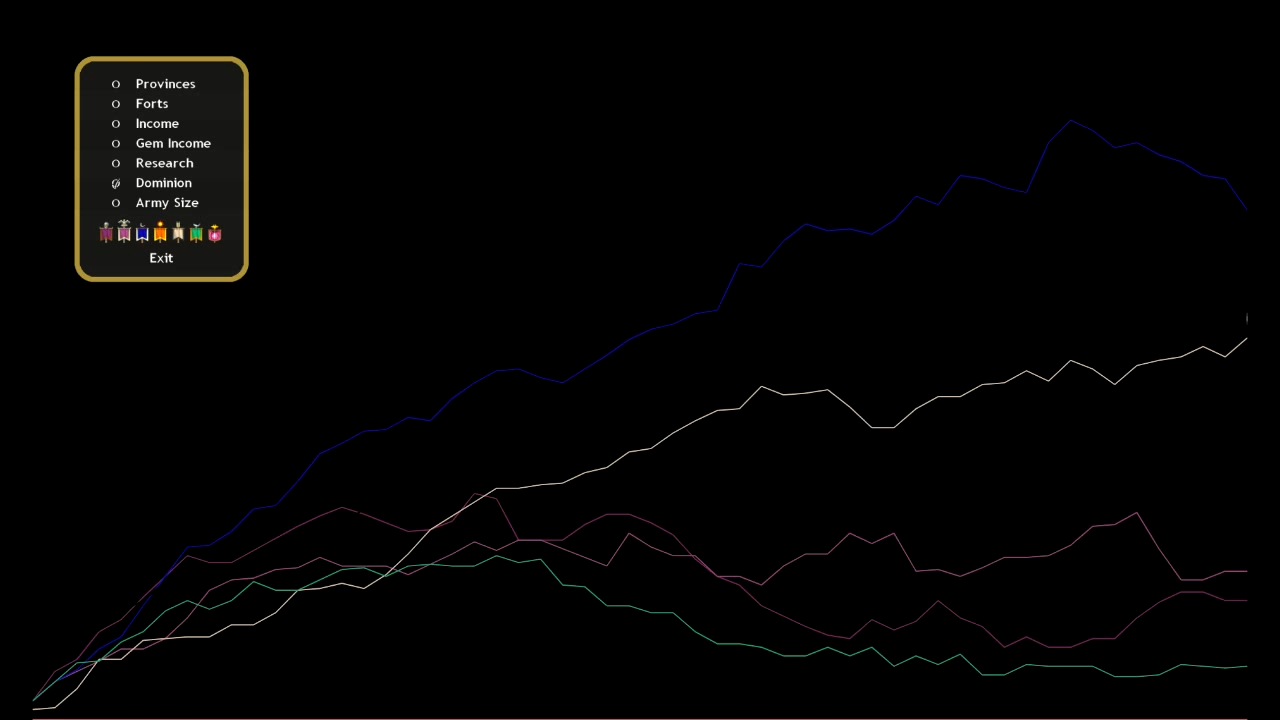 O Provinces
O Forts
O Income
O Gem Income
O Research
Dominion
O Army Size
Exit